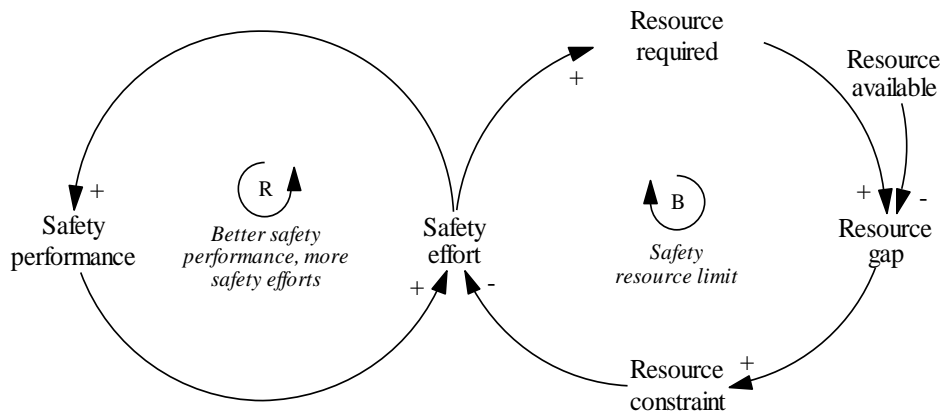 Resource
required
Resource
available
+
+
R
B
+
-
Safety
performance
Better safety
performance, more
safety efforts
Safety
effort
Safety
resource limit
Resource
gap
+
-
+
Resource
constraint